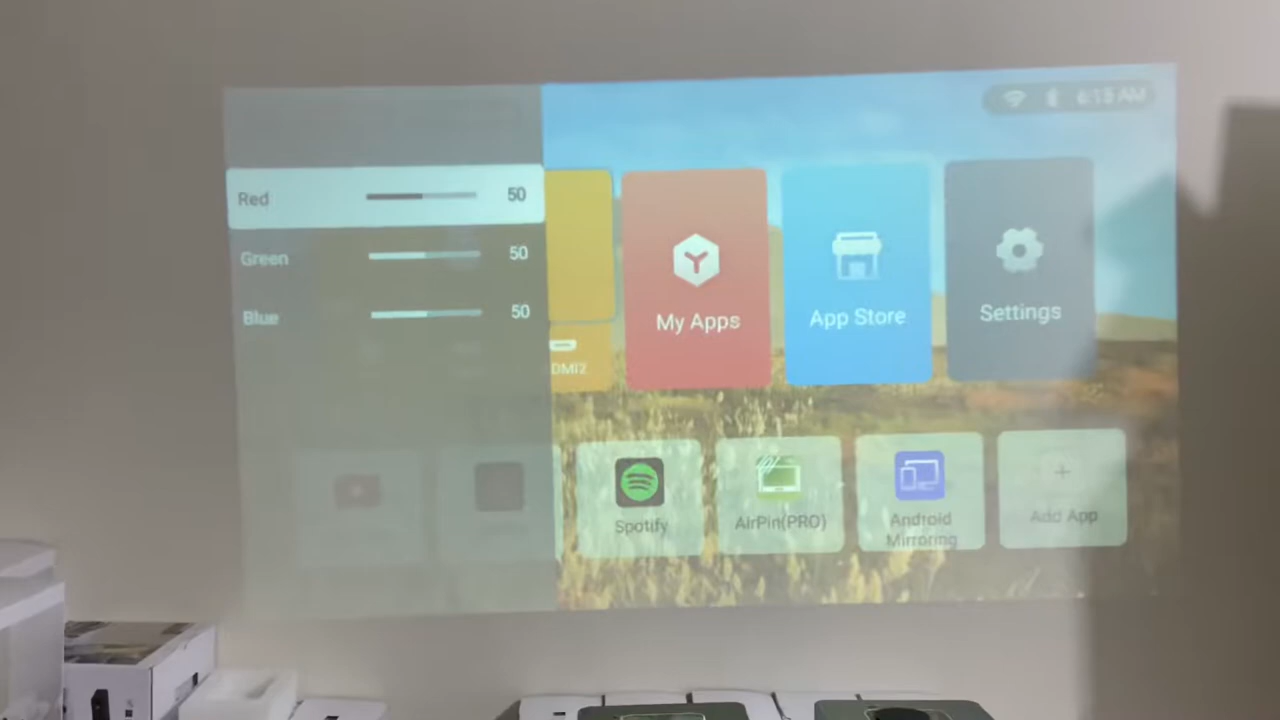 6:15 AM
Red 50
Green 50
Blue 50
DMI2
My Apps
App Store
Settings
Spotify
AirPin(PRO)
Android
Mirroring
Add App